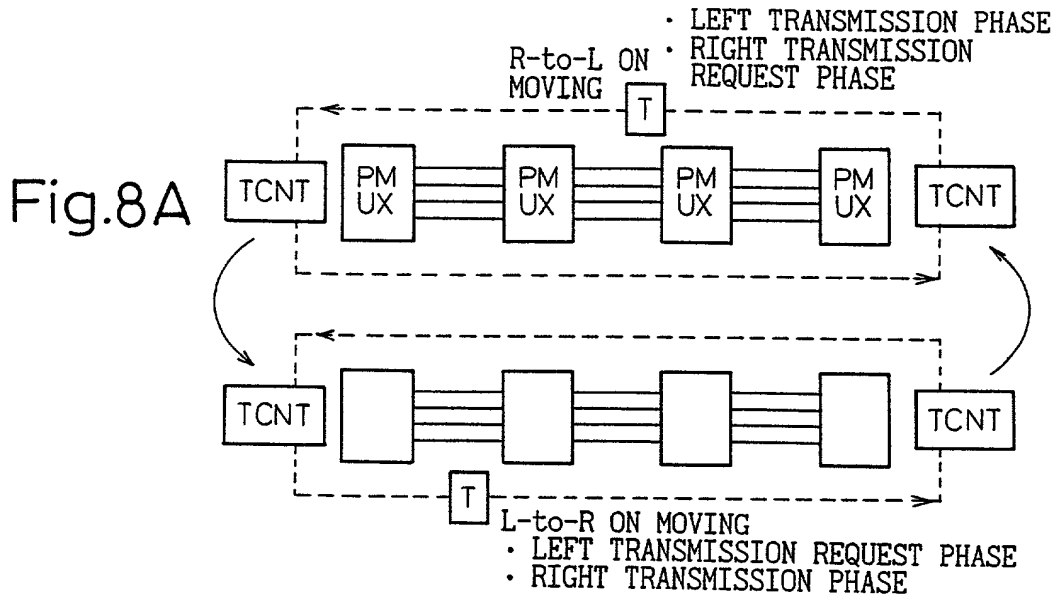 · LEFT TRANSMISSION PHASE
· RIGHT TRANSMISSION
REQUEST PHASE
R-to-L ON
MOVING
T
Fig.8A
TCNT
PM
UX
PM
UX
PM
UX
PM
UX
TCNT
TCNT
TCNT
T
L-to-R ON MOVING
· LEFT TRANSMISSION REQUEST PHASE
· RIGHT TRANSMISSION PHASE